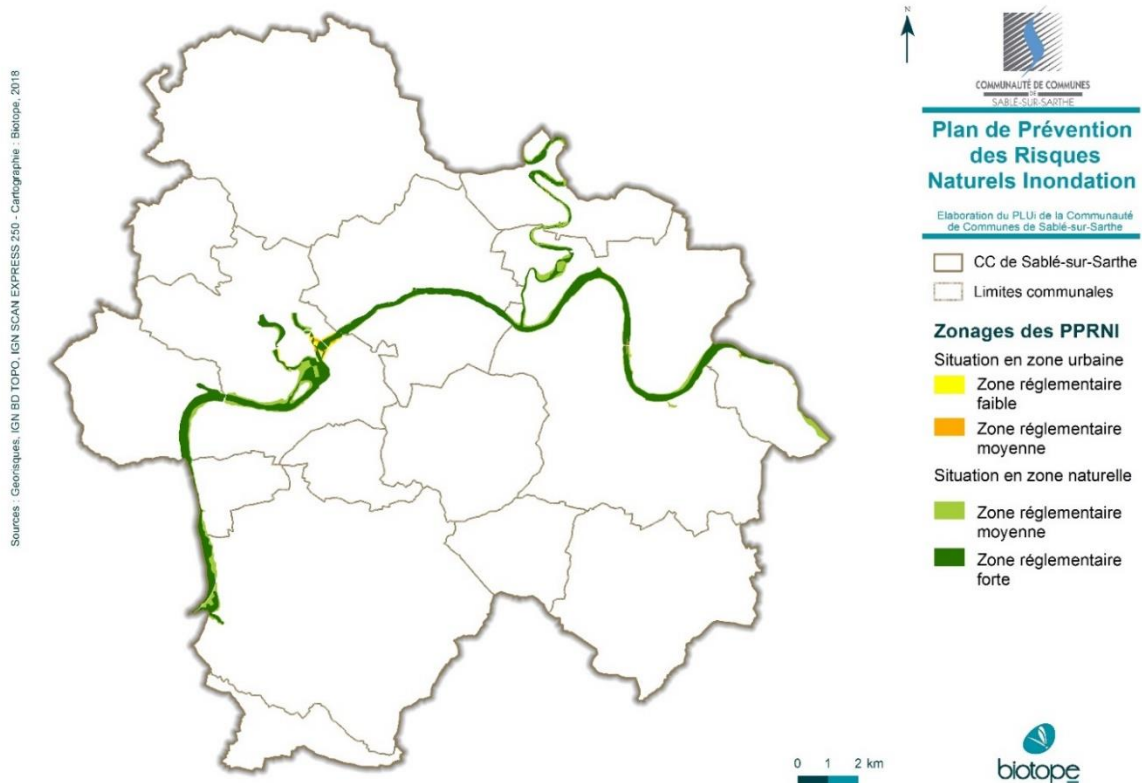 Sources : Georisques, IGN BD TOPO, IGN SCAN EXPRESS 250 - Cartographie : Biotope, 2018
N
COMMUNAUTÉ DE COMMUNES
DE
SABLÉ-SUR-SARTHE
Plan de Prévention
des Risques
Naturels Inondation
Elaboration du PLUi de la Communauté
de Communes de Sablé-sur-Sarthe
CC de Sablé-sur-Sarthe
Limites communales
Zonages des PPRNI
Situation en zone urbaine
Zone réglementaire
faible
Zone réglementaire
moyenne
Situation en zone naturelle
Zone réglementaire
moyenne
Zone réglementaire
forte
0 1 2 km
biotope